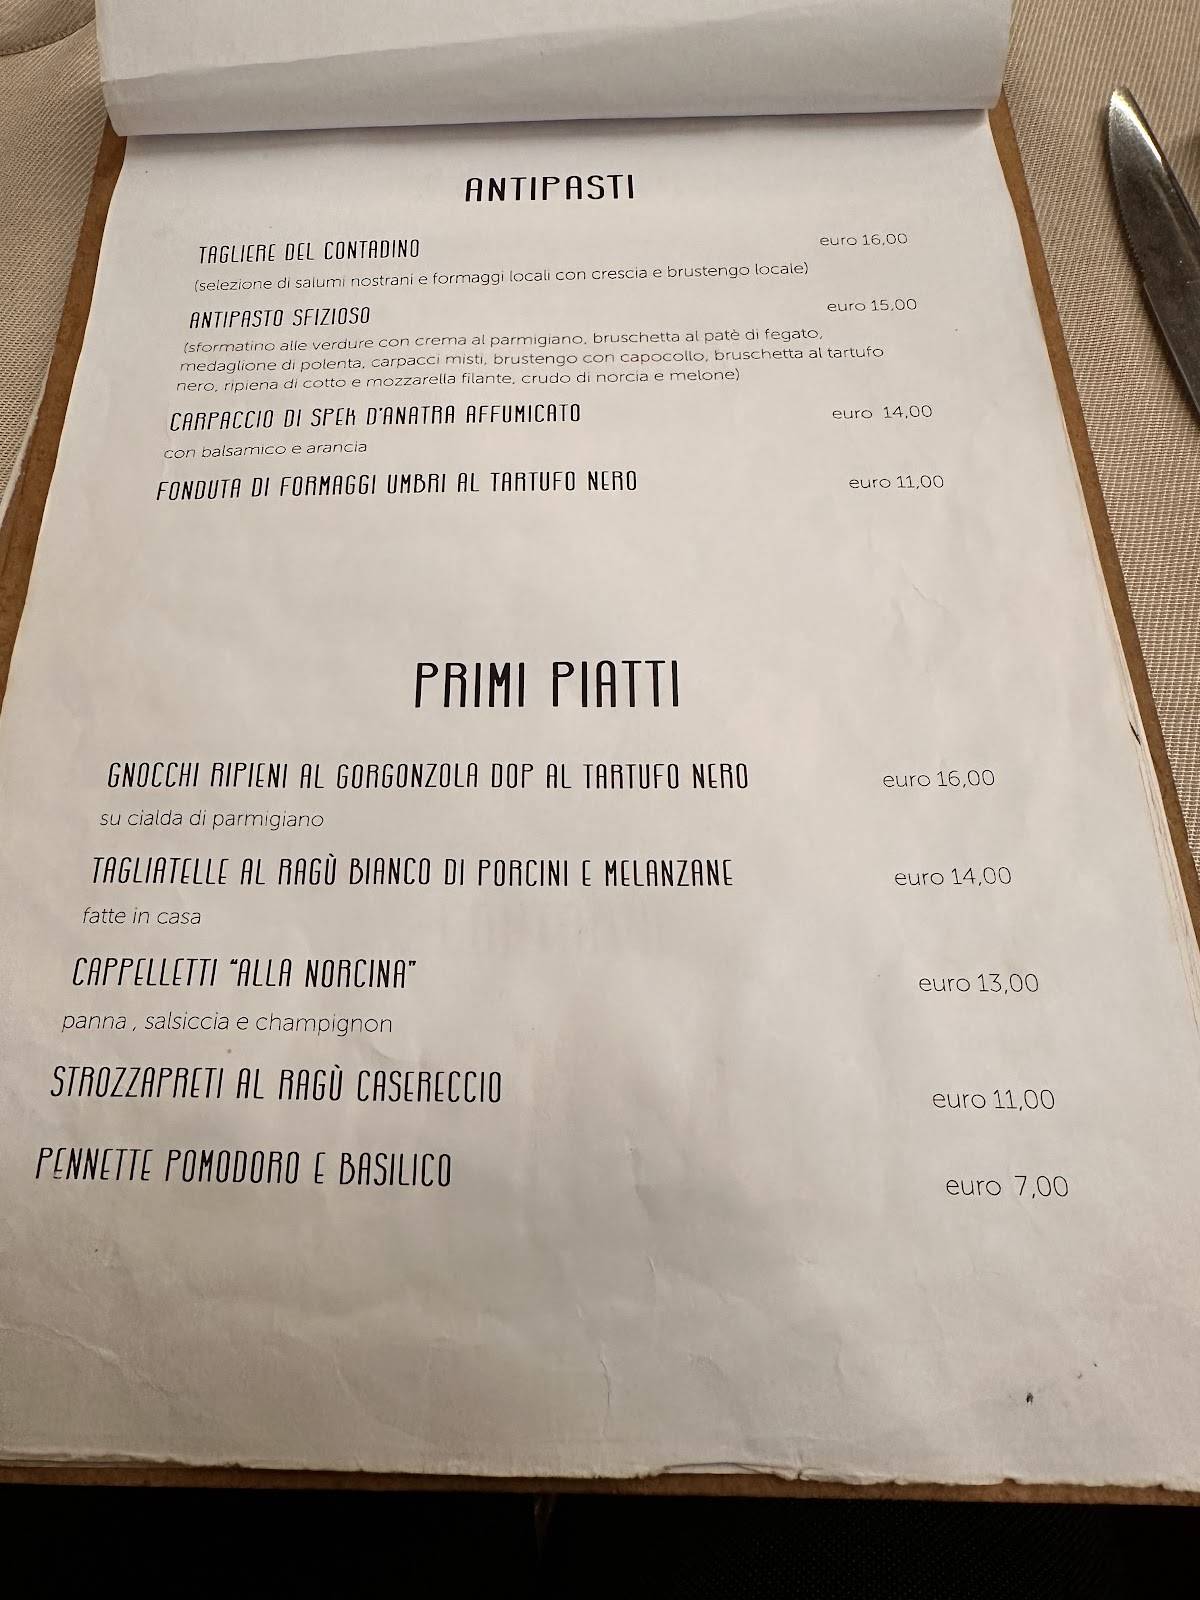 ANTIPASTI
TAGLIERE DEL CONTADINO euro 16,00
(selezione di salumi nostrani e formaggi locali con crescia e brustengo locale)
ANTIPASTO SFIZIOSO euro 15,00
(sformatino alle verdure con crema al parmigiano, bruschetta al patè di fegato,
medaglione di polenta, carpacci misti, brustengo con capocollo, bruschetta al tartufo
nero, ripiena di cotto e mozzarella filante, crudo di norcia e melone)
CARPACCIO DI SPEK D'ANATRA AFFUMICATO euro 14,00
con balsamico e arancia
FONDUTA DI FORMAGGI UMBRI AL TARTUFO NERO euro 11,00
PRIMI PIATTI
GNOCCHI RIPIENI AL GORGONZOLA DOP AL TARTUFO NERO euro 16,00
su cialda di parmigiano
TAGLIATELLE AL RAGÙ BIANCO DI PORCINI E MELANZANE euro 14,00
fatte in casa
CAPPELLETTI “ALLA NORCINA” euro 13,00
panna , salsiccia e champignon
STROZZAPRETI AL RAGÙ CASERECCIO euro 11,00
PENNETTE POMODORO E BASILICO euro 7,00